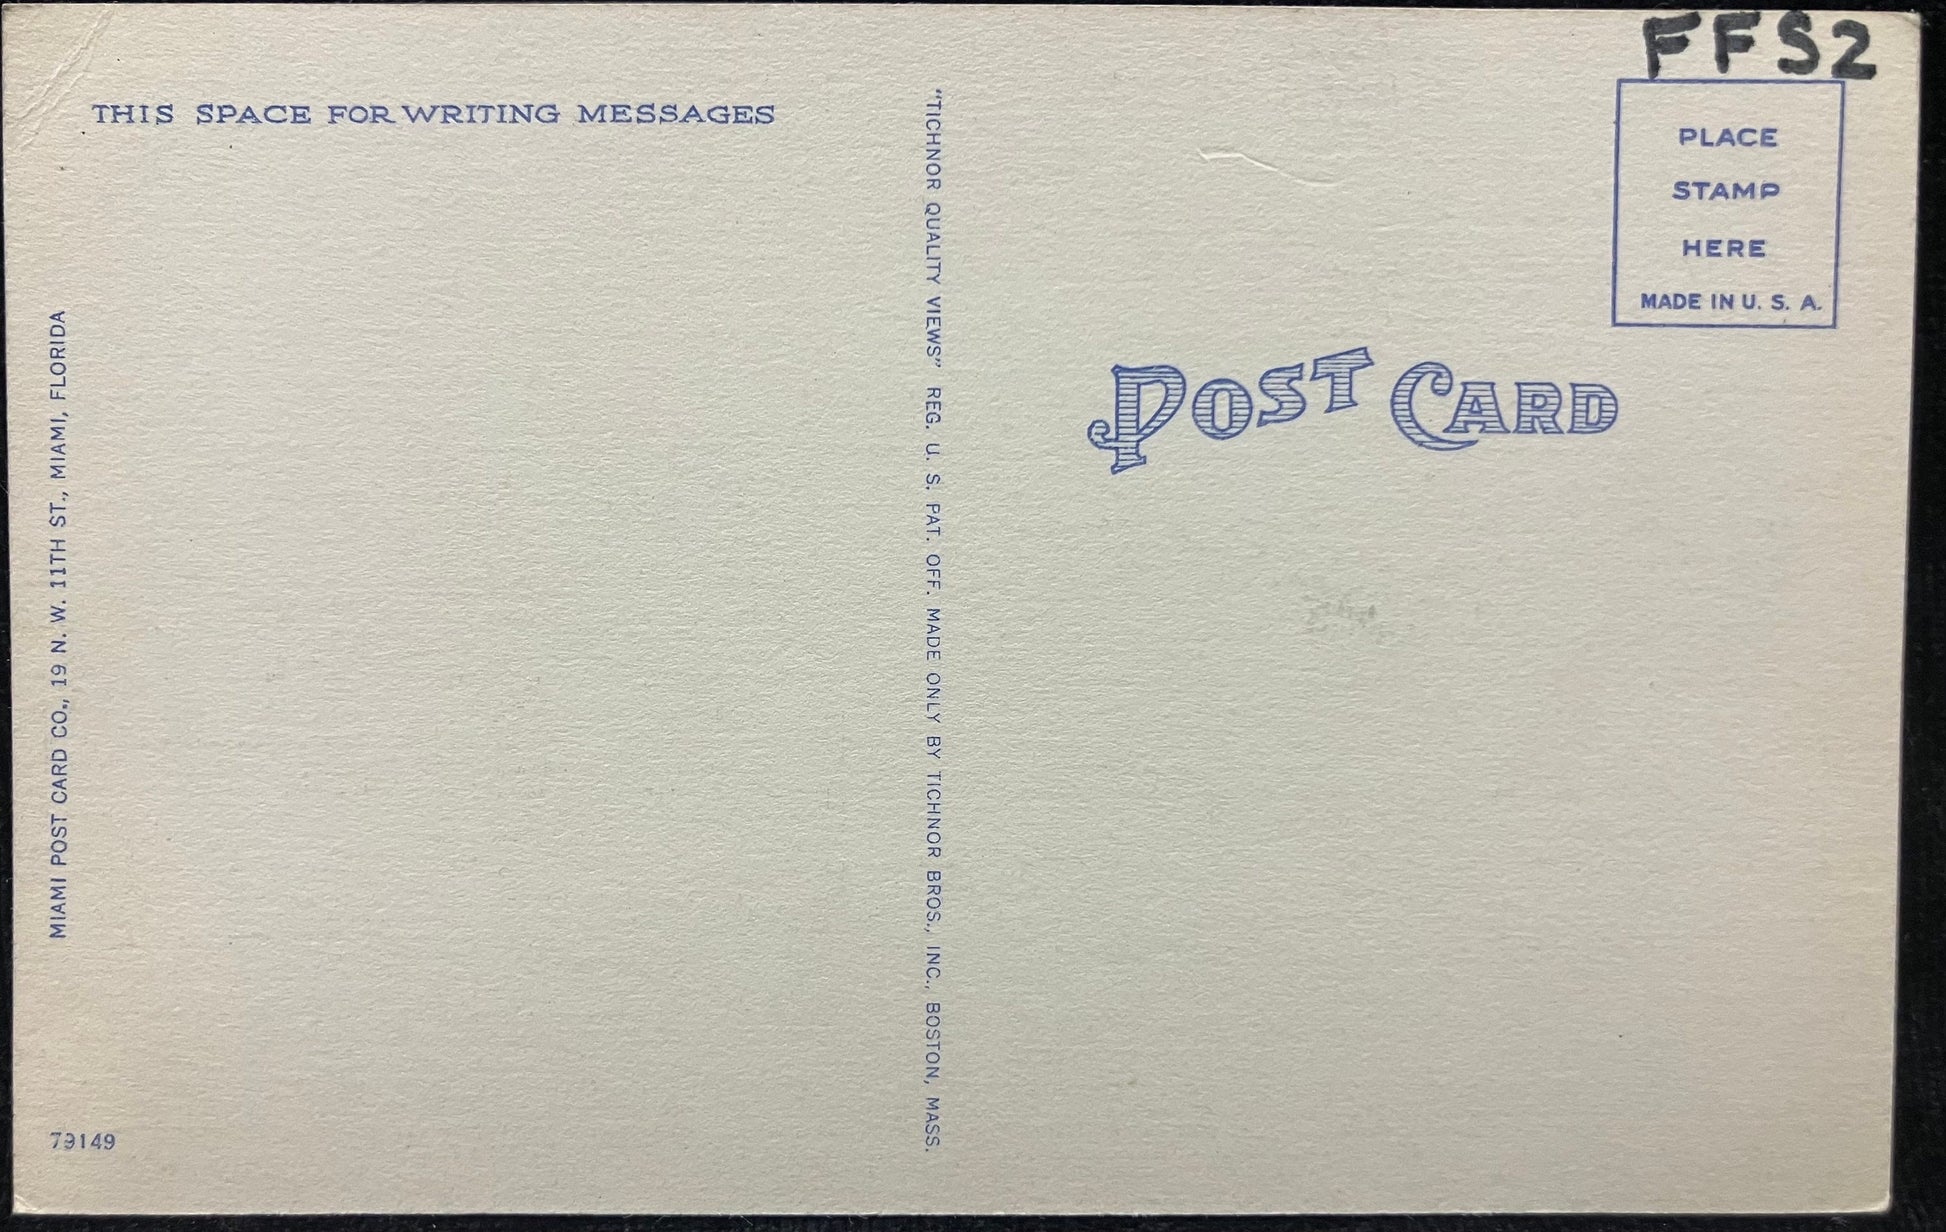 FFS2
THIS SPACE FOR WRITING MESSAGES
PLACE
STAMP
HERE
MADE IN U. S. A.
POST CARD
MIAMI POST CARD CO., 19 N. W. 11TH ST., MIAMI, FLORIDA
"TICHNOR QUALITY VIEWS" REG. U. S. PAT. OFF. MADE ONLY BY TICHNOR BROS., INC., BOSTON, MASS.
79149